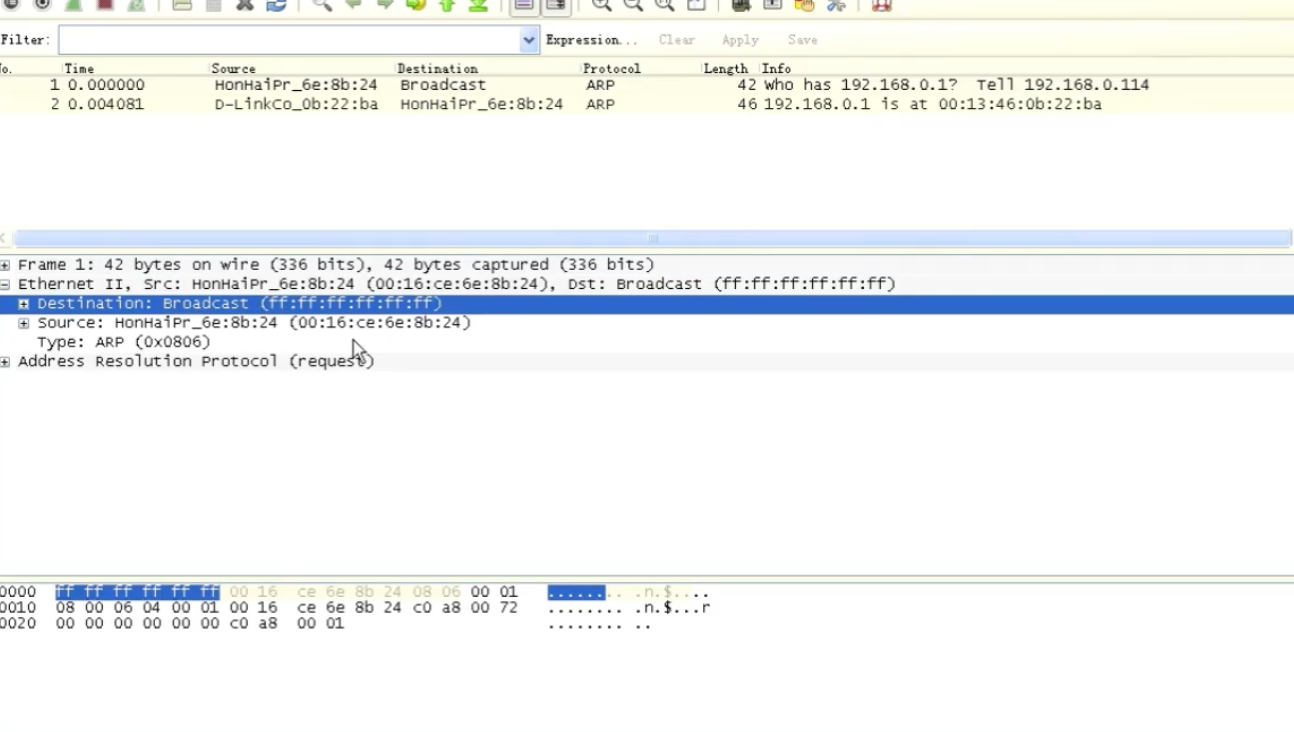 Filter: Expression... Clear Apply Save
No. Time Source Destination Protocol Length Info
1 0.000000 HonHaiPr_6e:8b:24 Broadcast ARP 42 Who has 192.168.0.1? Tell 192.168.0.114
2 0.004081 D-LinkCo_0b:22:ba HonHaiPr_6e:8b:24 ARP 46 192.168.0.1 is at 00:13:46:0b:22:ba
Frame 1: 42 bytes on wire (336 bits), 42 bytes captured (336 bits)
Ethernet II, Src: HonHaiPr_6e:8b:24 (00:16:ce:6e:8b:24), Dst: Broadcast (ff:ff:ff:ff:ff:ff)
Destination: Broadcast (ff:ff:ff:ff:ff:ff)
Source: HonHaiPr_6e:8b:24 (00:16:ce:6e:8b:24)
Type: ARP (0x0806)
Address Resolution Protocol (request)
0000 ff ff ff ff ff ff 00 16 ce 6e 8b 24 08 06 00 01 ........ .n.$....
0010 08 00 06 04 00 01 00 16 ce 6e 8b 24 c0 a8 00 72 ........ .n.$...r
0020 00 00 00 00 00 00 c0 a8 00 01 ........ ..